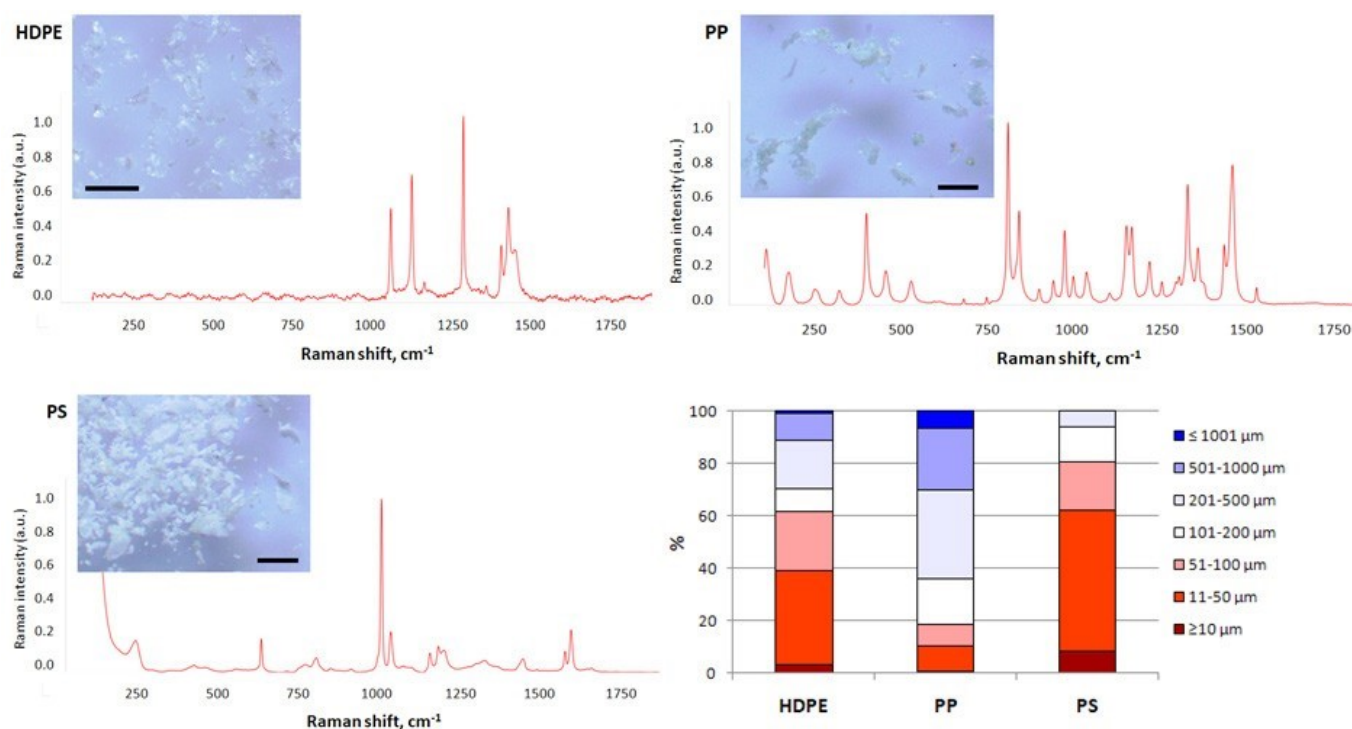 HDPE
Raman intensity (a.u.)
1.0
0.8
0.6
0.4
0.2
0.0
250 500 750 1000 1250 1500 1750
Raman shift, cm⁻¹
PP
Raman intensity (a.u.)
1.0
0.8
0.6
0.4
0.2
0.0
250 500 750 1000 1250 1500 1750
Raman shift, cm⁻¹
PS
Raman intensity (a.u.)
1.0
0.8
0.6
0.4
0.2
0.0
250 500 750 1000 1250 1500 1750
Raman shift, cm⁻¹
%
100
80
60
40
20
0
HDPE PP PS
≤ 1001 µm
501-1000 µm
201-500 µm
101-200 µm
51-100 µm
11-50 µm
≥10 µm